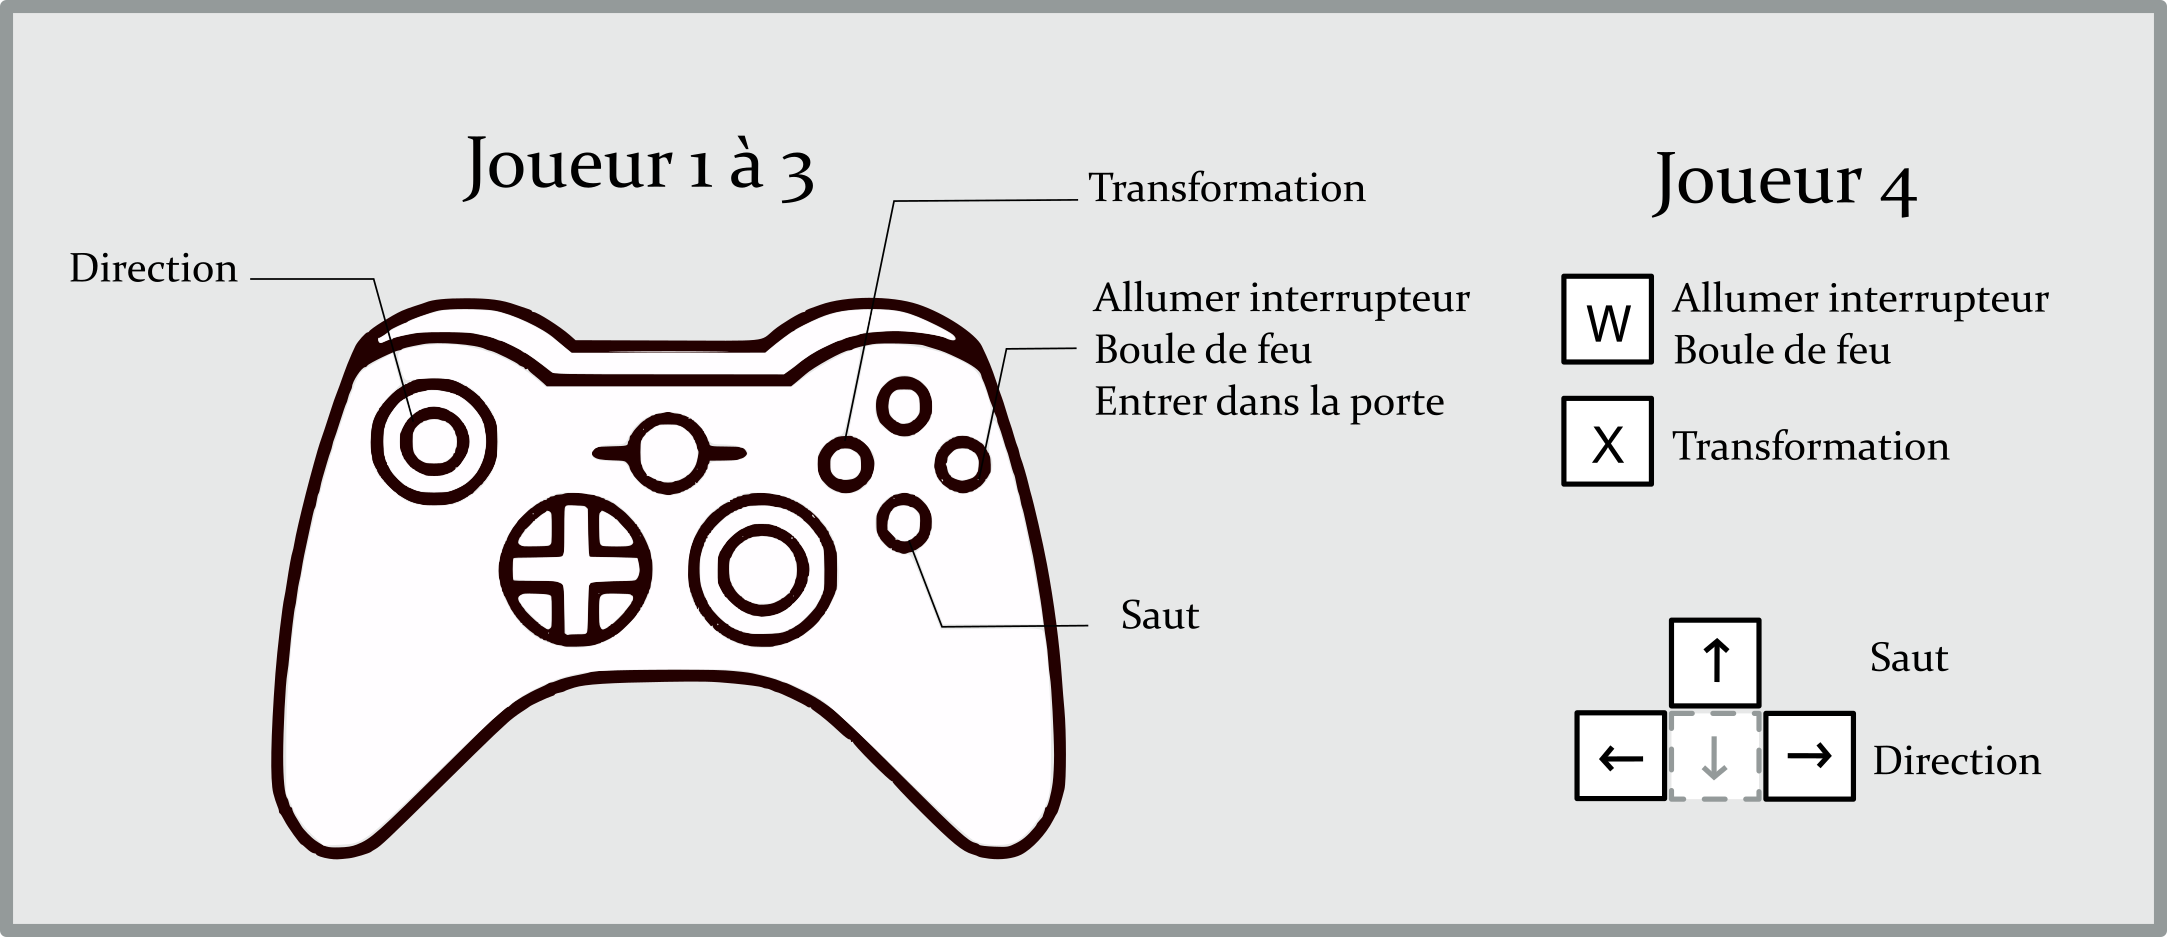 Joueur 1 à 3
Direction
Transformation
Allumer interrupteur
Boule de feu
Entrer dans la porte
Saut
Joueur 4
W
Allumer interrupteur
Boule de feu
X
Transformation
↑
Saut
← ↓ →
Direction